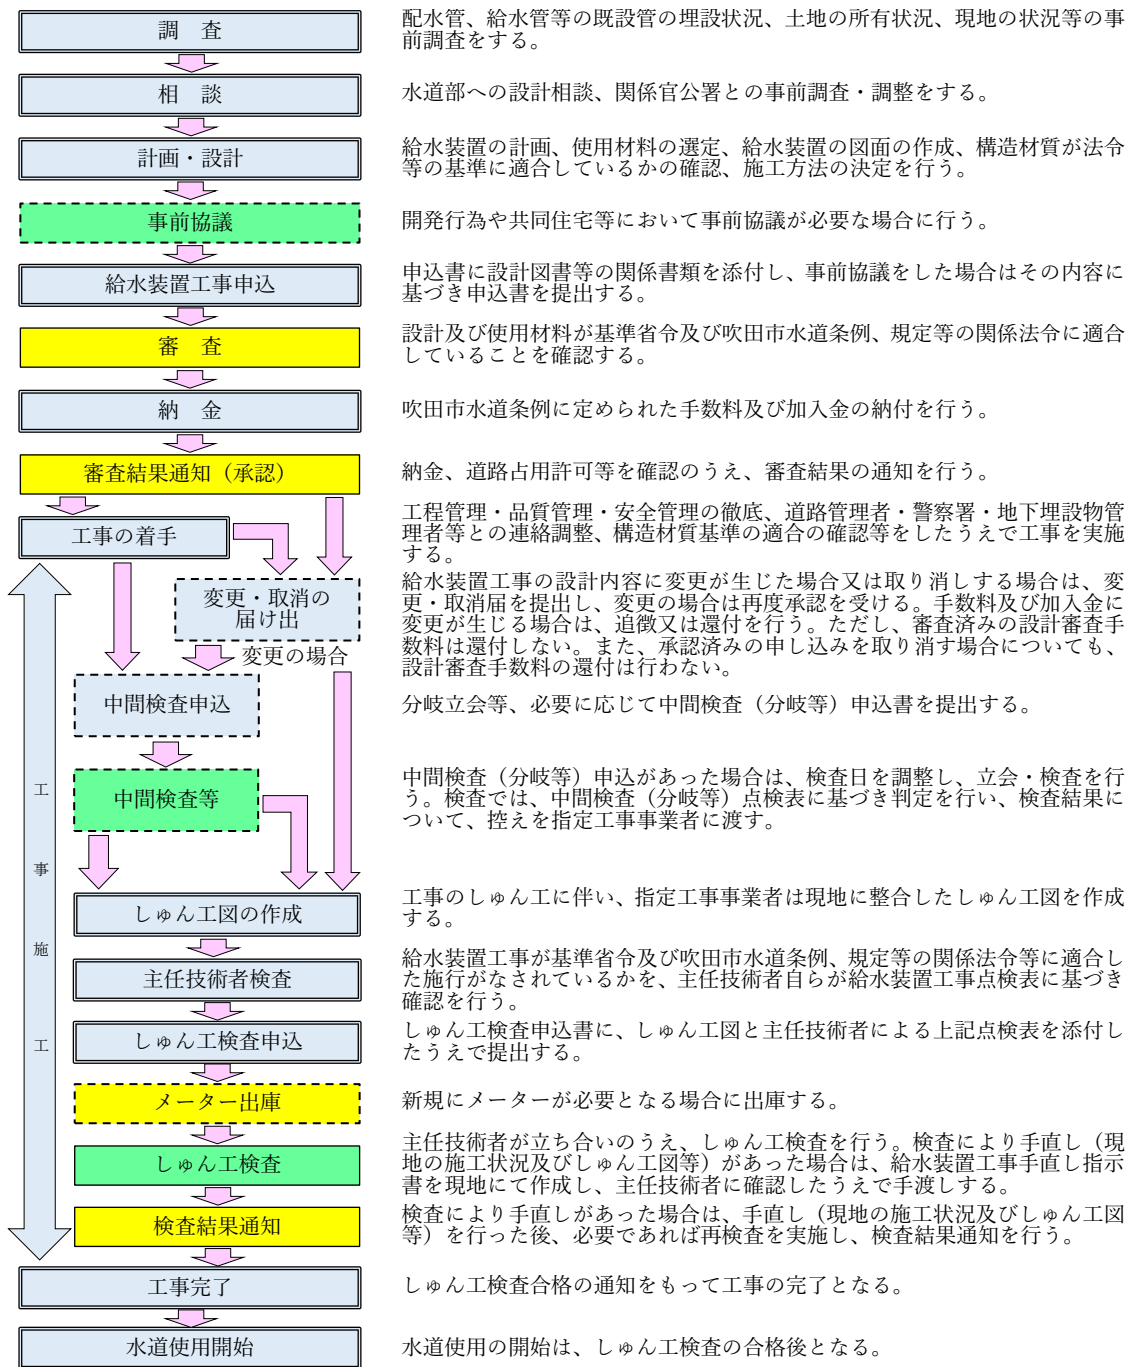 調　査
配水管、給水管等の既設管の埋設状況、土地の所有状況、現地の状況等の事
前調査をする。
相　談
水道部への設計相談、関係官公署との事前調査・調整をする。
計画・設計
給水装置の計画、使用材料の選定、給水装置の図面の作成、構造材質が法令
等の基準に適合しているかの確認、施工方法の決定を行う。
事前協議
開発行為や共同住宅等において事前協議が必要な場合に行う。
給水装置工事申込
申込書に設計図書等の関係書類を添付し、事前協議をした場合はその内容に
基づき申込書を提出する。
審　査
設計及び使用材料が基準省令及び吹田市水道条例、規定等の関係法令に適合
していることを確認する。
納　金
吹田市水道条例に定められた手数料及び加入金の納付を行う。
審査結果通知（承認）
納金、道路占用許可等を確認のうえ、審査結果の通知を行う。
工事の着手
工程管理・品質管理・安全管理の徹底、道路管理者・警察署・地下埋設物管
理者等との連絡調整、構造材質基準の適合の確認等をしたうえで工事を実施
する。
変更・取消の
届け出
給水装置工事の設計内容に変更が生じた場合又は取り消しする場合は、変
更・取消届を提出し、変更の場合は再度承認を受ける。手数料及び加入金に
変更が生じる場合は、追徴又は還付を行う。ただし、審査済みの設計審査手
数料は還付しない。また、承認済みの申し込みを取り消す場合についても、
設計審査手数料の還付は行わない。
変更の場合
中間検査申込
分岐立会等、必要に応じて中間検査（分岐等）申込書を提出する。
工事施工
中間検査等
中間検査（分岐等）申込があった場合は、検査日を調整し、立会・検査を行
う。検査では、中間検査（分岐等）点検表に基づき判定を行い、検査結果に
ついて、控えを指定工事事業者に渡す。
しゅん工図の作成
工事のしゅん工に伴い、指定工事事業者は現地に整合したしゅん工図を作成
する。
主任技術者検査
給水装置工事が基準省令及び吹田市水道条例、規定等の関係法令等に適合し
た施行がなされているかを、主任技術者自らが給水装置工事点検表に基づき
確認を行う。
しゅん工検査申込
しゅん工検査申込書に、しゅん工図と主任技術者による上記点検表を添付し
たうえで提出する。
メーター出庫
新規にメーターが必要となる場合に出庫する。
しゅん工検査
主任技術者が立ち合いのうえ、しゅん工検査を行う。検査により手直し（現
地の施工状況及びしゅん工図等）があった場合は、給水装置工事手直し指示
書を現地にて作成し、主任技術者に確認したうえで手渡しする。
検査結果通知
検査により手直しがあった場合は、手直し（現地の施工状況及びしゅん工図
等）を行った後、必要であれば再検査を実施し、検査結果通知を行う。
工事完了
しゅん工検査合格の通知をもって工事の完了となる。
水道使用開始
水道使用の開始は、しゅん工検査の合格後となる。